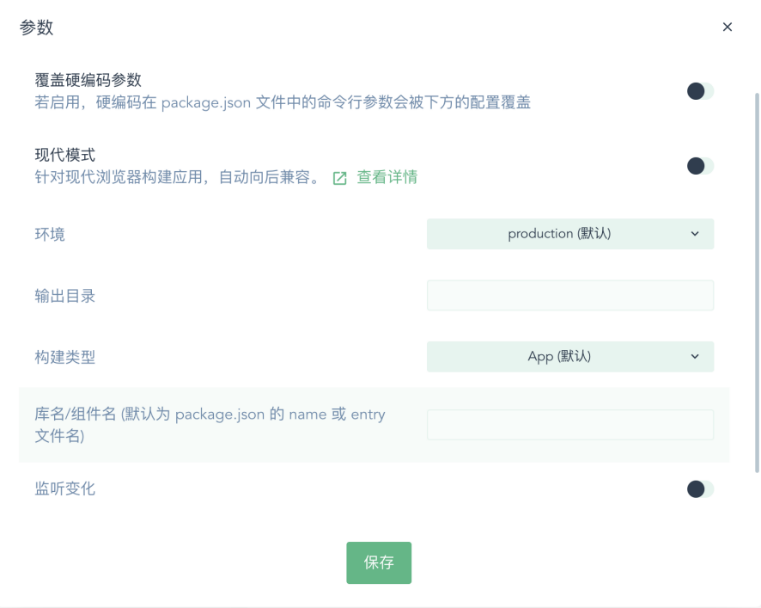 参数
×
覆盖硬编码参数
若启用，硬编码在 package.json 文件中的命令行参数会被下方的配置覆盖
现代模式
针对现代浏览器构建应用，自动向后兼容。 查看详情
环境
production (默认)
输出目录
构建类型
App (默认)
库名/组件名 (默认为 package.json 的 name 或 entry
文件名)
监听变化
保存